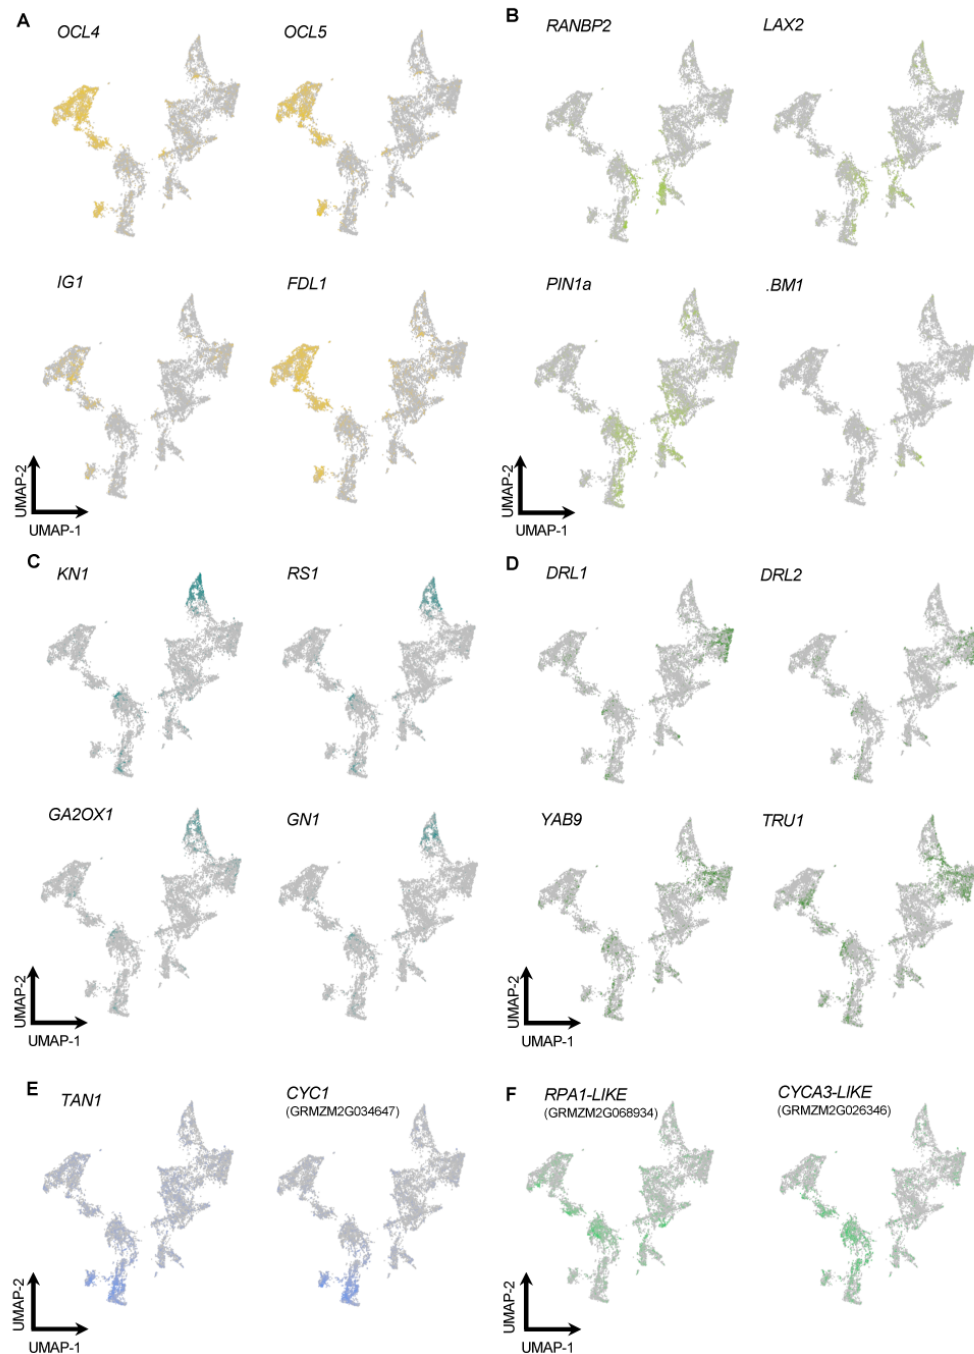 A
OCL4
OCL5
B
RANBP2
LAX2
IG1
FDL1
PIN1a
.BM1
UMAP-2
UMAP-1
UMAP-2
UMAP-1
C
KN1
RS1
D
DRL1
DRL2
GA2OX1
GN1
YAB9
TRU1
UMAP-2
UMAP-1
UMAP-2
UMAP-1
E
TAN1
CYC1
(GRMZM2G034647)
F
RPA1-LIKE
(GRMZM2G068934)
CYCA3-LIKE
(GRMZM2G026346)
UMAP-2
UMAP-1
UMAP-2
UMAP-1